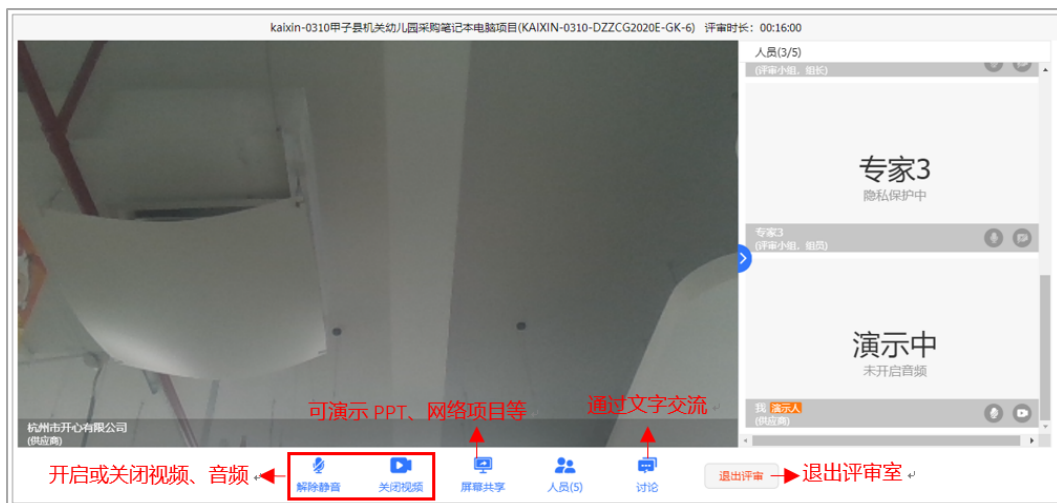 kaixin-0310甲子县机关幼儿园采购笔记本电脑项目(KAIXIN-0310-DZZCG2020E-GK-6) 评审时长：00:16:00
人员(3/5)
(评审小组，组长)
专家3
隐私保护中
专家3
(评审小组，组员)
演示中
未开启音频
我 演示人
(供应商)
杭州市开心有限公司
(供应商)
可演示 PPT、网络项目等
通过文字交流
开启或关闭视频、音频
解除静音
关闭视频
屏幕共享
人员(5)
讨论
退出评审
退出评审室